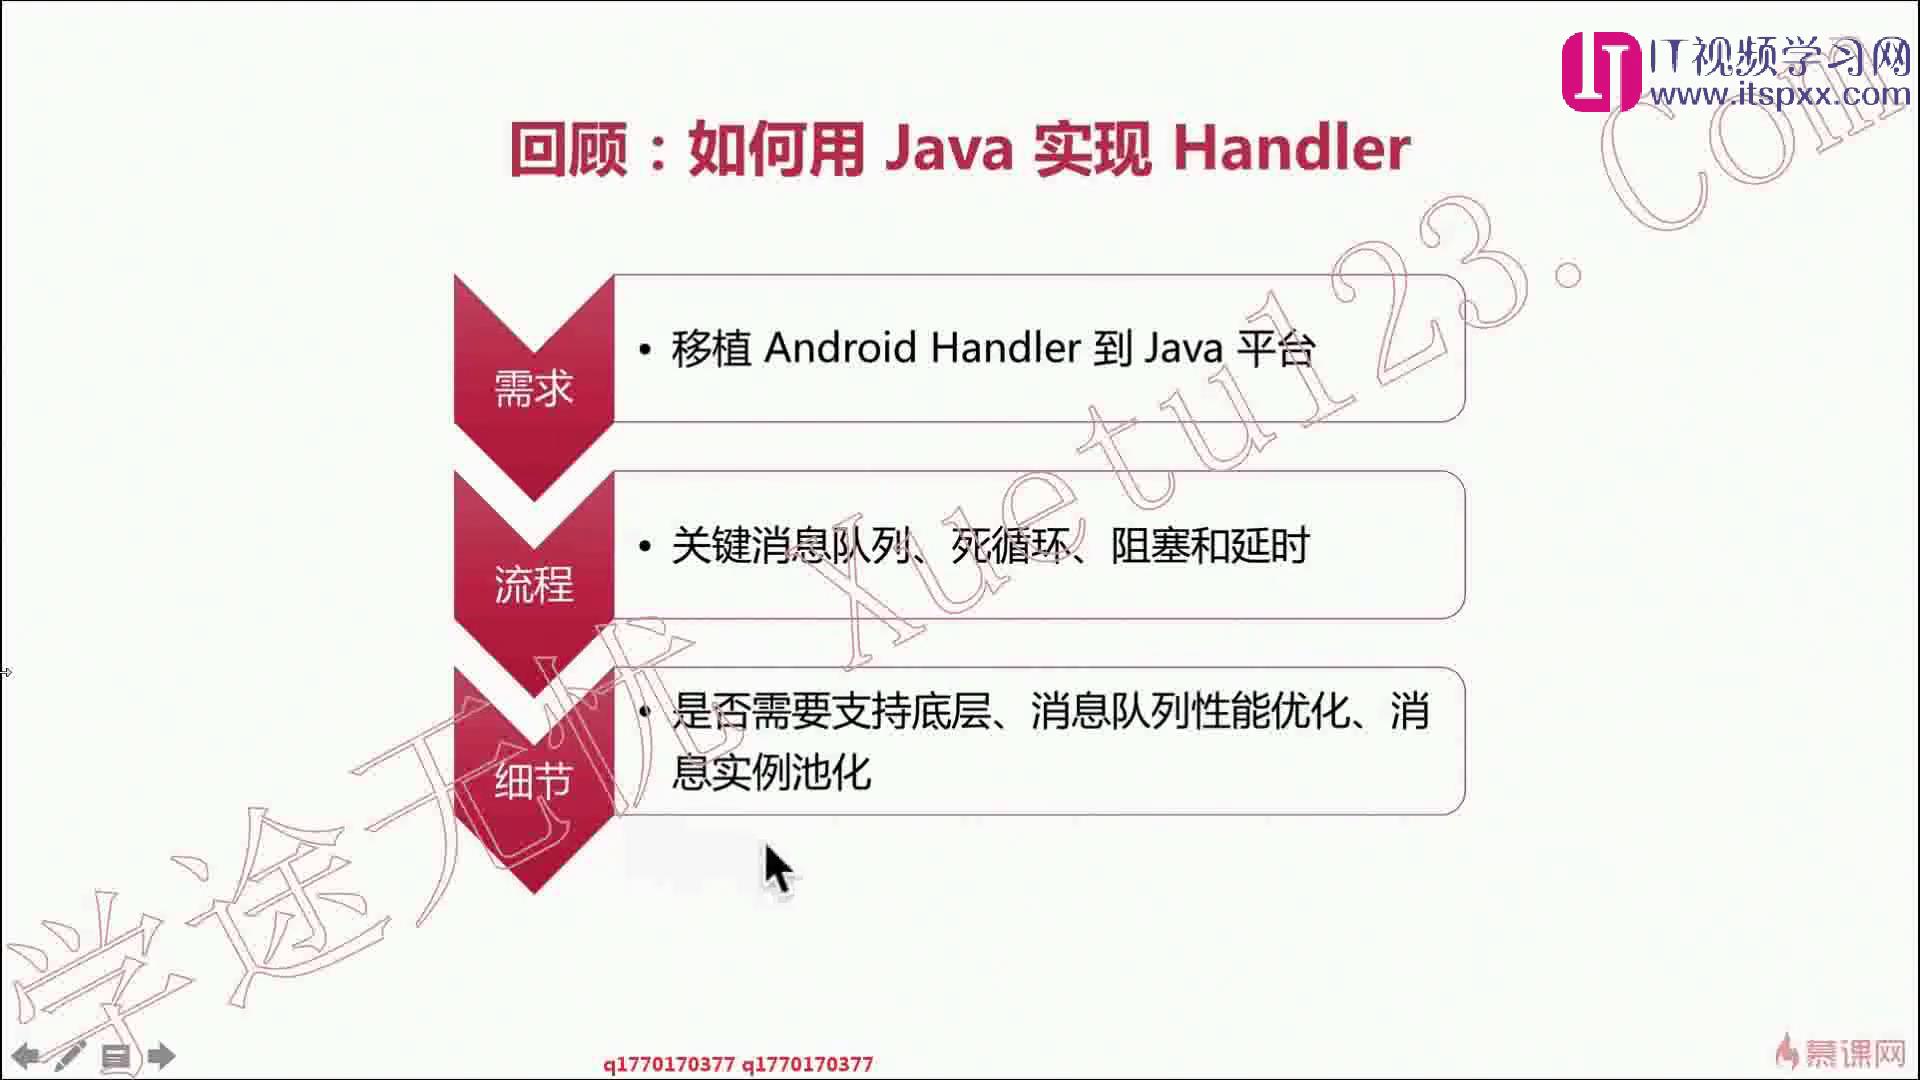 IT视频学习网
www.itspxx.com
回顾：如何用 Java 实现 Handler
需求
• 移植 Android Handler 到 Java 平台
流程
• 关键消息队列、死循环、阻塞和延时
细节
• 是否需要支持底层、消息队列性能优化、消
息实例池化
学途无忧 Xuetu123.Com
q1770170377 q1770170377
慕课网